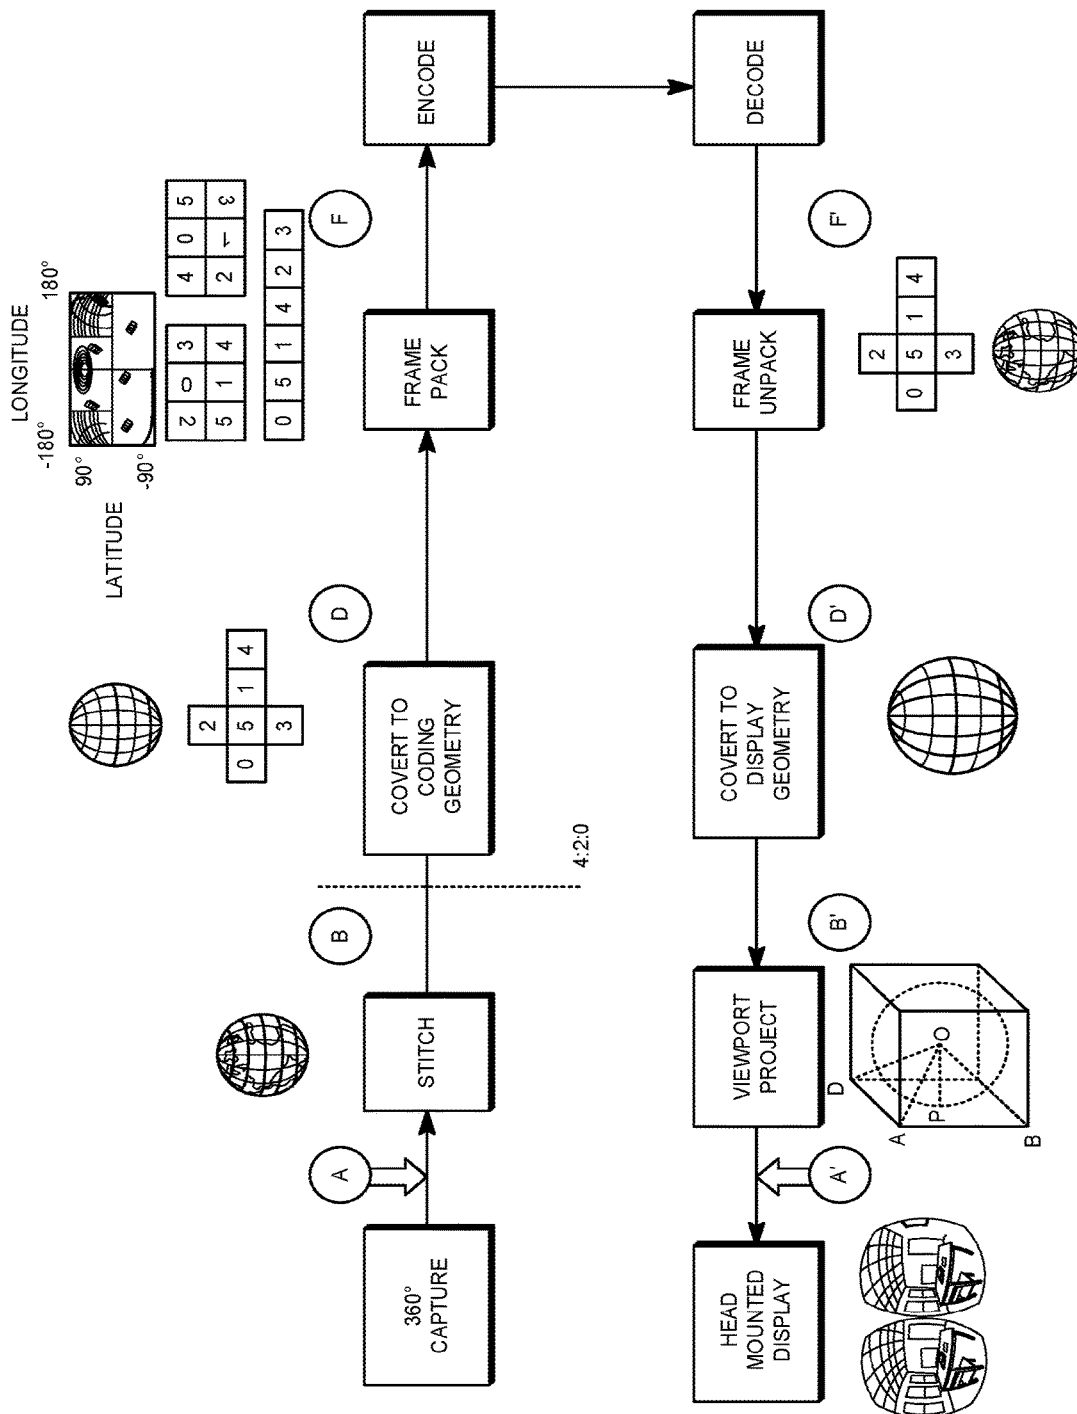 LONGITUDE
-180°
180°
90°
LATITUDE
-90°
2 0 3
5 1 4
4 0 5
2 1 3
0 5 1 4 2 3
2
0 5 1 4
3
A
B
D
F
360°
CAPTURE
STITCH
COVERT TO
CODING
GEOMETRY
FRAME
PACK
ENCODE
4:2:0
HEAD
MOUNTED
DISPLAY
VIEWPORT
PROJECT
COVERT TO
DISPLAY
GEOMETRY
FRAME
UNPACK
DECODE
A'
B'
D'
F'
D
A
P
O
B
2
0 5 1 4
3